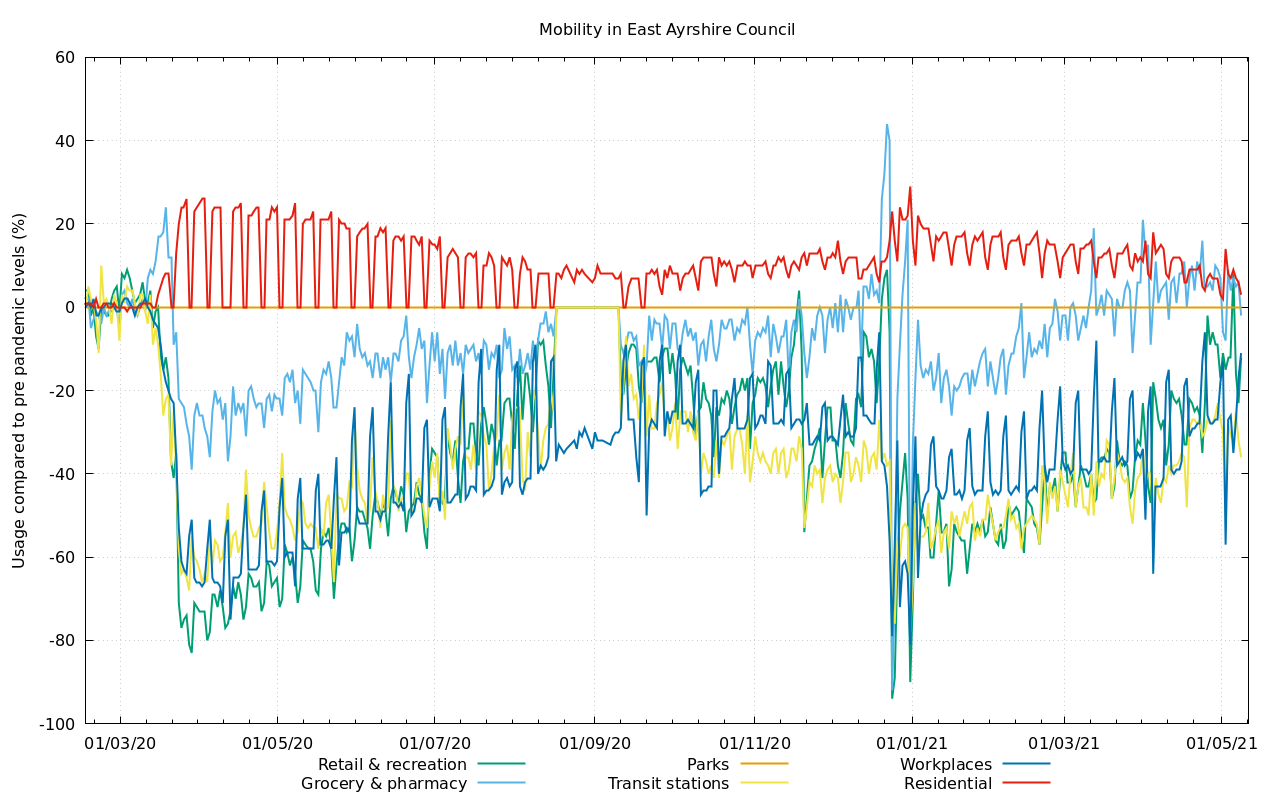 Mobility in East Ayrshire Council
Usage compared to pre pandemic levels (%)
60
40
20
0
-20
-40
-60
-80
-100
01/03/20 01/05/20 01/07/20 01/09/20 01/11/20 01/01/21 01/03/21 01/05/21
Retail & recreation Parks Workplaces
Grocery & pharmacy Transit stations Residential